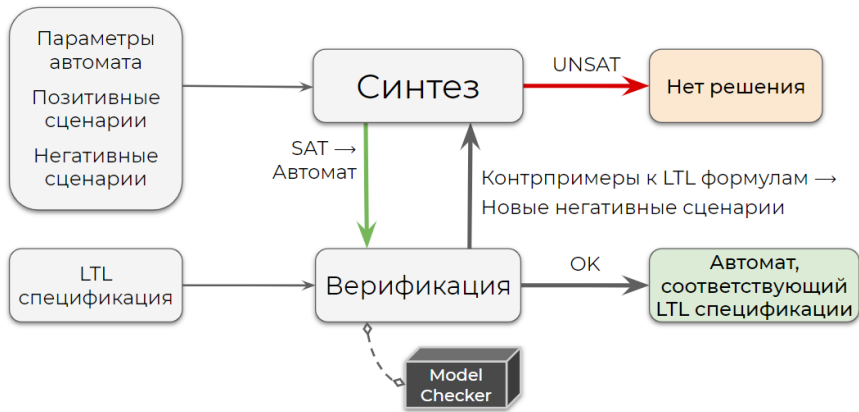 Параметры
автомата
Позитивные
сценарии
Негативные
сценарии
Синтез
UNSAT
Нет решения
SAT →
Автомат
Контрпримеры к LTL формулам →
Новые негативные сценарии
LTL
спецификация
Верификация
OK
Автомат,
соответствующий
LTL спецификации
Model
Checker